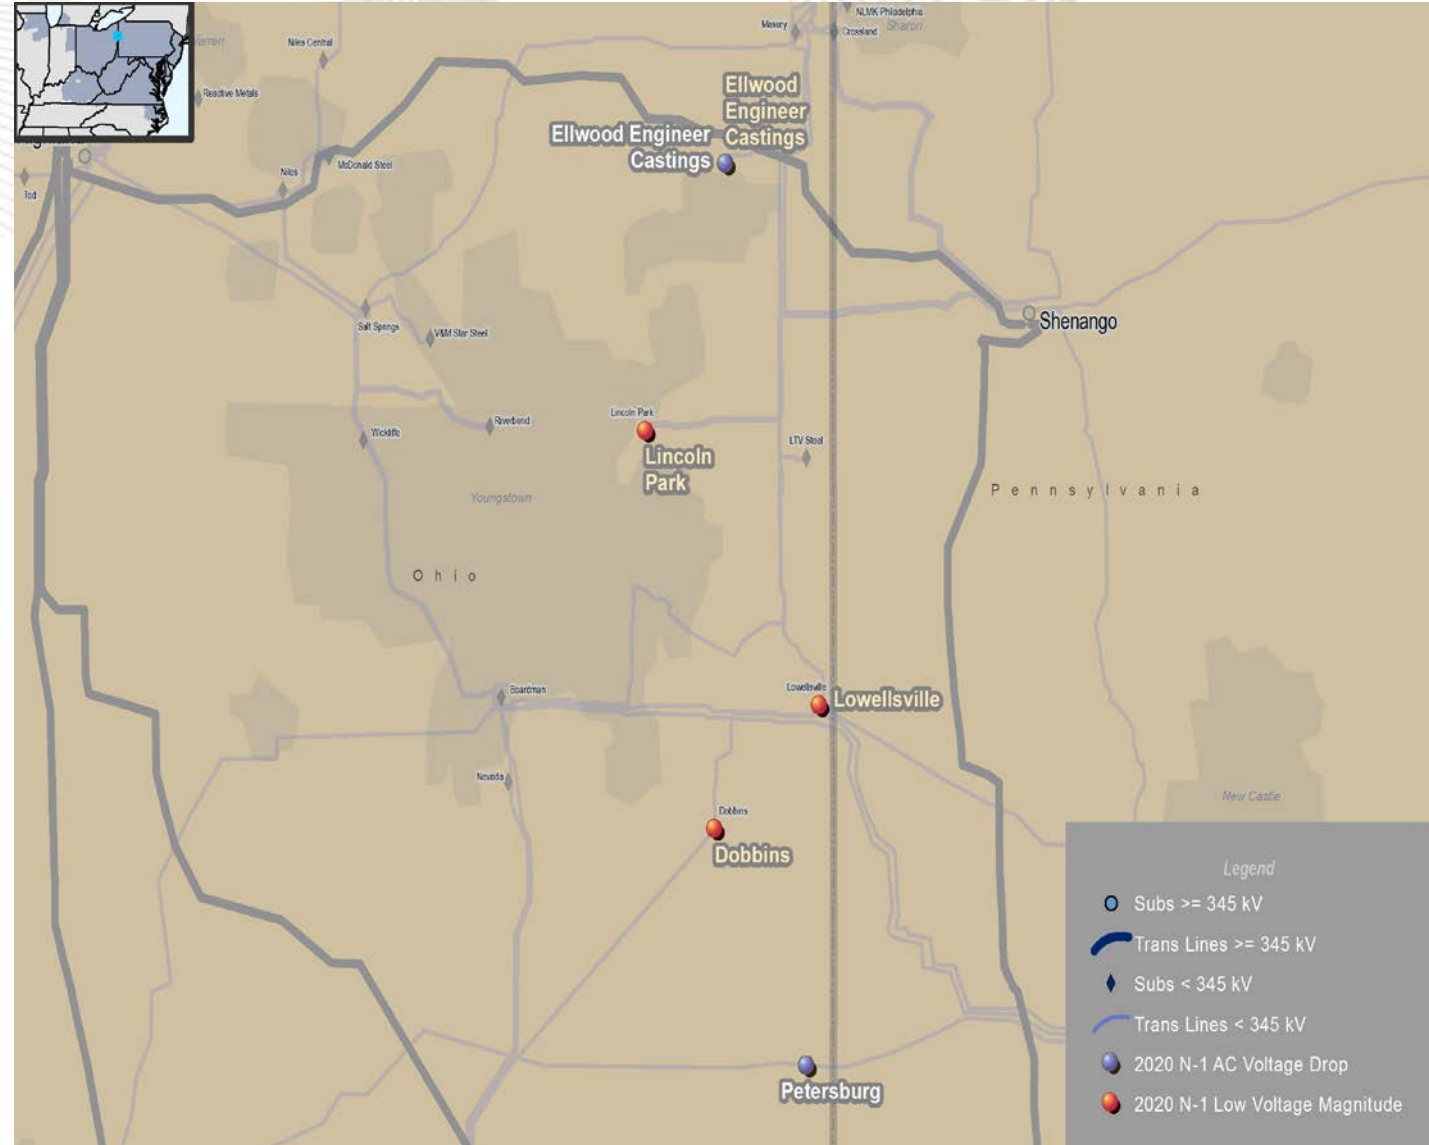 Masury
NLMK Philadelphia
Crossland
Sharon
Niles Central
Reactive Metals
Ellwood
Engineer
Castings
Ellwood Engineer
Castings
McDonald Steel
Niles
Tod
Shenango
Salt Springs
V&M Star Steel
Lincoln Park
Riverbend
Wickliffe
LTV Steel
Lincoln
Park
Youngstown
Pennsylvania
Ohio
Boardman
Lowellsville
Lowellsville
Nevada
New Castle
Dobbins
Dobbins
Petersburg
Legend
Subs >= 345 kV
Trans Lines >= 345 kV
Subs < 345 kV
Trans Lines < 345 kV
2020 N-1 AC Voltage Drop
2020 N-1 Low Voltage Magnitude